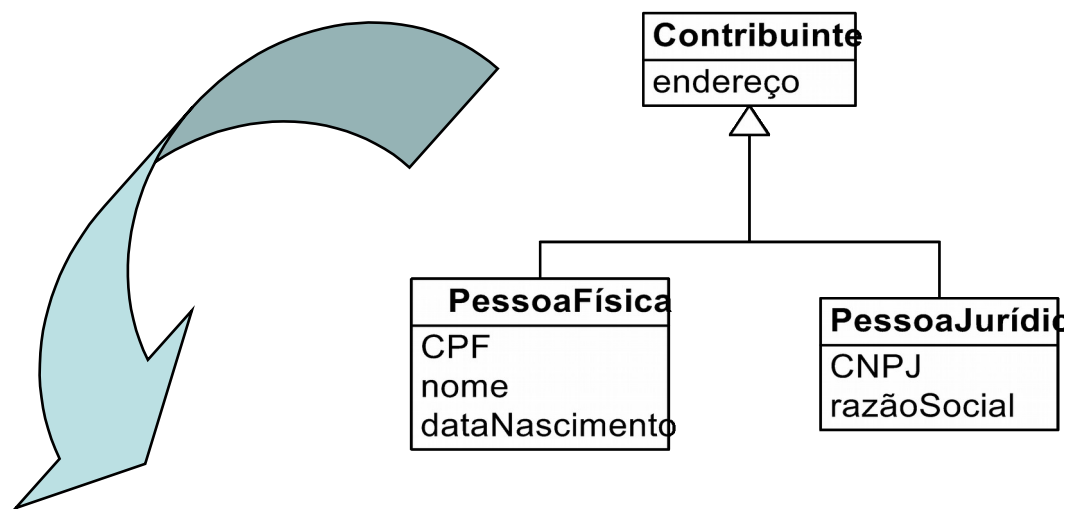 Contribuinte
endereço
PessoaFísica
CPF
nome
dataNascimento
PessoaJurídic
CNPJ
razãoSocial